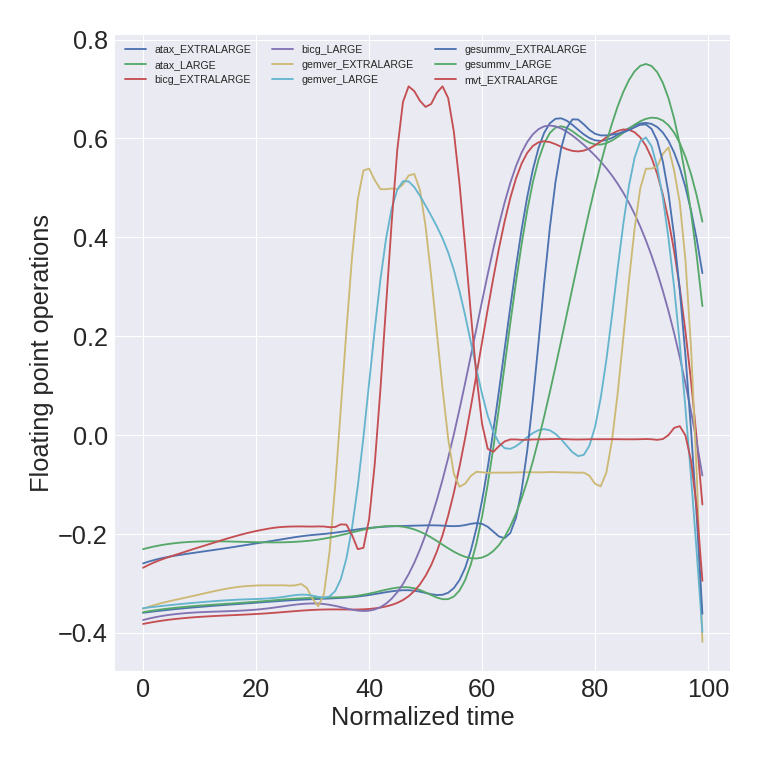 atax_EXTRALARGE bicg_LARGE gesummv_EXTRALARGE
atax_LARGE gemver_EXTRALARGE gesummv_LARGE
bicg_EXTRALARGE gemver_LARGE mvt_EXTRALARGE
0.8
0.6
0.4
0.2
0.0
−0.2
−0.4
Floating point operations
0 20 40 60 80 100
Normalized time